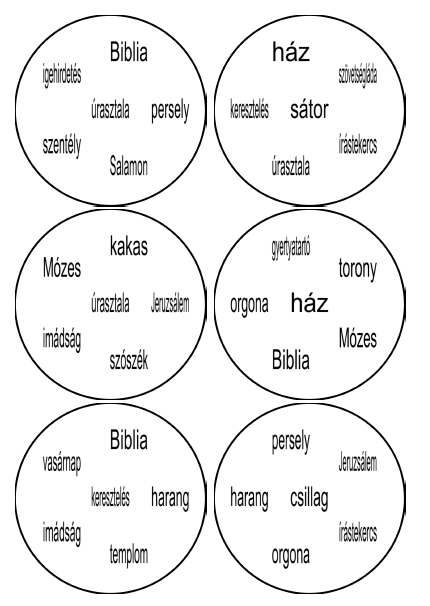 Biblia
igehirdetés
úrasztala persely
szentély
Salamon
ház
szövetségláda
keresztelés sátor
írástekercs
úrasztala
kakas
Mózes
úrasztala Jeruzsálem
imádság
szószék
gyertyatartó
torony
orgona ház
Mózes
Biblia
Biblia
vasárnap
keresztelés harang
imádság
templom
persely
Jeruzsálem
harang csillag
írástekercs
orgona